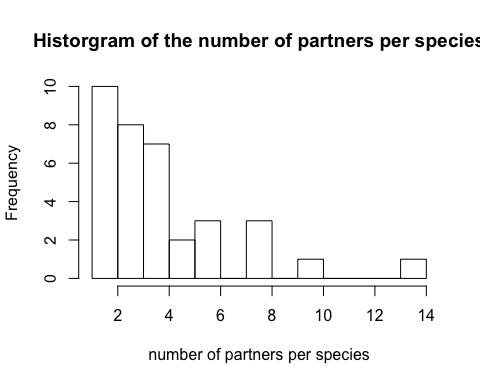 Historgram of the number of partners per species
Frequency
10
8
6
4
2
0
2 4 6 8 10 12 14
number of partners per species